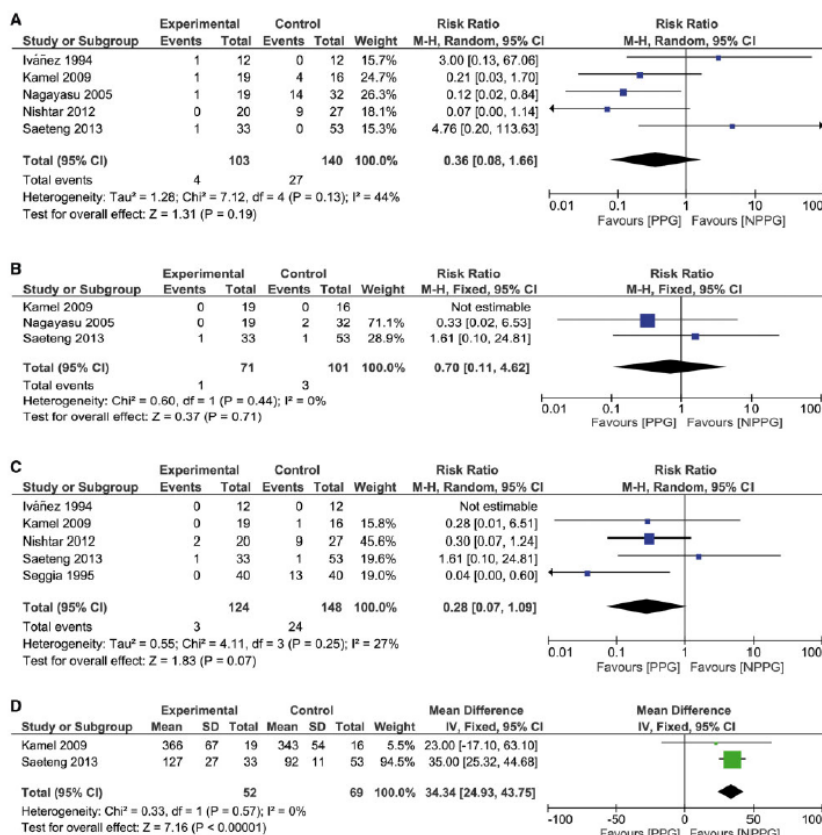 A
Experimental Control Risk Ratio Risk Ratio
Study or Subgroup Events Total Events Total Weight M-H, Random, 95% CI M-H, Random, 95% CI
Iváñez 1994 1 12 0 12 15.7% 3.00 [0.13, 67.06]
Kamel 2009 1 19 4 16 24.7% 0.21 [0.03, 1.70]
Nagayasu 2005 1 19 14 32 26.3% 0.12 [0.02, 0.84]
Nishtar 2012 0 20 9 27 18.1% 0.07 [0.00, 1.14]
Saeteng 2013 1 33 0 53 15.3% 4.76 [0.20, 113.63]
Total (95% CI) 103 140 100.0% 0.36 [0.08, 1.66]
Total events 4 27
Heterogeneity: Tau² = 1.28; Chi² = 7.12, df = 4 (P = 0.13); I² = 44%
Test for overall effect: Z = 1.31 (P = 0.19)
0.01 0.1 1 10 100
Favours [PPG] Favours [NPPG]
B
Experimental Control Risk Ratio Risk Ratio
Study or Subgroup Events Total Events Total Weight M-H, Fixed, 95% CI M-H, Fixed, 95% CI
Kamel 2009 0 19 0 16 Not estimable
Nagayasu 2005 0 19 2 32 71.1% 0.33 [0.02, 6.53]
Saeteng 2013 1 33 1 53 28.9% 1.61 [0.10, 24.81]
Total (95% CI) 71 101 100.0% 0.70 [0.11, 4.62]
Total events 1 3
Heterogeneity: Chi² = 0.60, df = 1 (P = 0.44); I² = 0%
Test for overall effect: Z = 0.37 (P = 0.71)
0.01 0.1 1 10 100
Favours [PPG] Favours [NPPG]
C
Experimental Control Risk Ratio Risk Ratio
Study or Subgroup Events Total Events Total Weight M-H, Random, 95% CI M-H, Random, 95% CI
Iváñez 1994 0 12 0 12 Not estimable
Kamel 2009 0 19 1 16 15.8% 0.28 [0.01, 6.51]
Nishtar 2012 2 20 9 27 45.6% 0.30 [0.07, 1.24]
Saeteng 2013 1 33 1 53 19.6% 1.61 [0.10, 24.81]
Seggia 1995 0 40 13 40 19.0% 0.04 [0.00, 0.60]
Total (95% CI) 124 148 100.0% 0.28 [0.07, 1.09]
Total events 3 24
Heterogeneity: Tau² = 0.55; Chi² = 4.11, df = 3 (P = 0.25); I² = 27%
Test for overall effect: Z = 1.83 (P = 0.07)
0.01 0.1 1 10 100
Favours [PPG] Favours [NPPG]
D
Experimental Control Mean Difference Mean Difference
Study or Subgroup Mean SD Total Mean SD Total Weight IV, Fixed, 95% CI IV, Fixed, 95% CI
Kamel 2009 366 67 19 343 54 16 5.5% 23.00 [-17.10, 63.10]
Saeteng 2013 127 27 33 92 11 53 94.5% 35.00 [25.32, 44.68]
Total (95% CI) 52 69 100.0% 34.34 [24.93, 43.75]
Heterogeneity: Chi² = 0.33, df = 1 (P = 0.57); I² = 0%
Test for overall effect: Z = 7.16 (P < 0.00001)
-100 -50 0 50 100
Favours [PPG] Favours [NPPG]